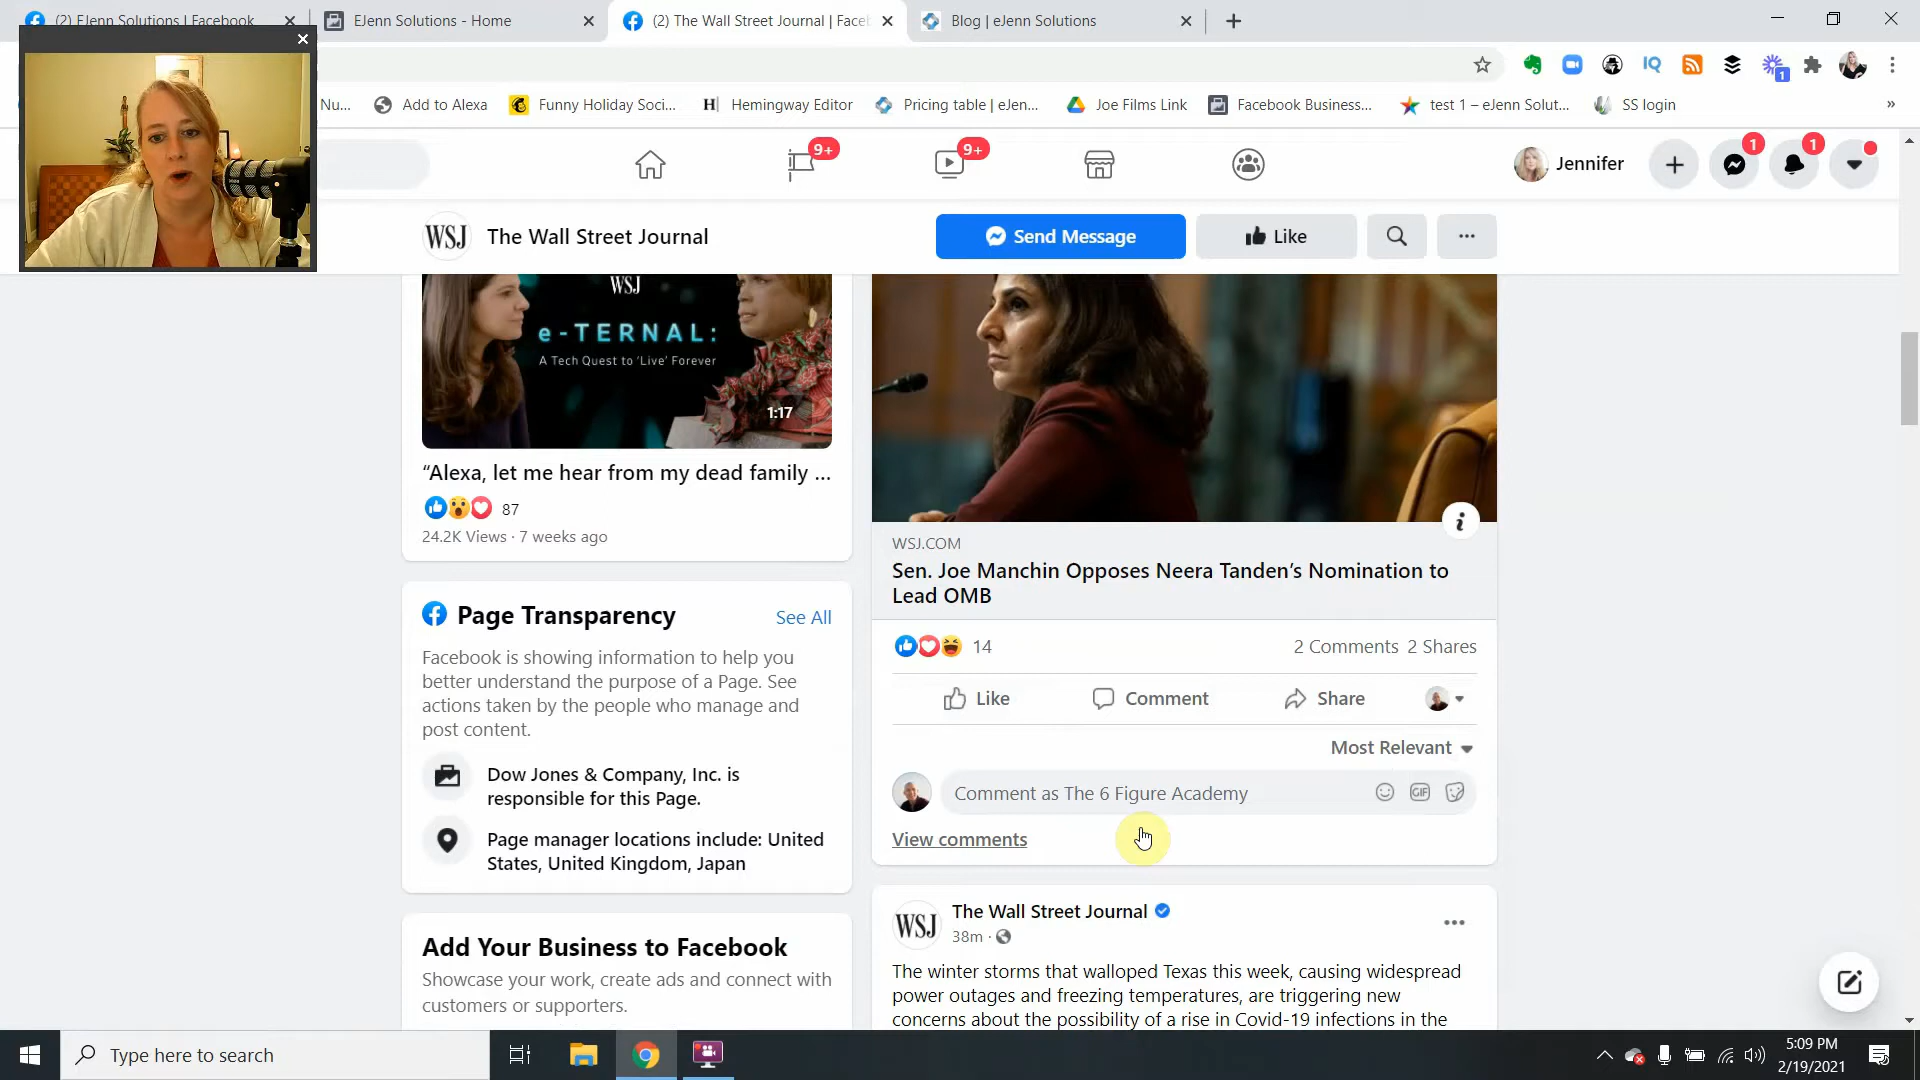 (2) EJenn Solutions | Facebook
EJenn Solutions - Home
(2) The Wall Street Journal | Face
Blog | eJenn Solutions
IQ
1
Nu...
Add to Alexa
Funny Holiday Soci...
H
Hemingway Editor
Pricing table | eJen...
Joe Films Link
Facebook Business...
test 1 – eJenn Solut...
SS login
»
9+
9+
Jennifer
1
1
WSJ
The Wall Street Journal
Send Message
Like
WSJ
e-TERNAL:
A Tech Quest to 'Live' Forever
1:17
“Alexa, let me hear from my dead family ...
87
24.2K Views · 7 weeks ago
Page Transparency
See All
Facebook is showing information to help you
better understand the purpose of a Page. See
actions taken by the people who manage and
post content.
Dow Jones & Company, Inc. is
responsible for this Page.
Page manager locations include: United
States, United Kingdom, Japan
Add Your Business to Facebook
Showcase your work, create ads and connect with
customers or supporters.
WSJ.COM
Sen. Joe Manchin Opposes Neera Tanden’s Nomination to
Lead OMB
14
2 Comments 2 Shares
Like
Comment
Share
Most Relevant
Comment as The 6 Figure Academy
GIF
View comments
WSJ
The Wall Street Journal
38m ·
The winter storms that walloped Texas this week, causing widespread
power outages and freezing temperatures, are triggering new
concerns about the possibility of a rise in Covid-19 infections in the
Type here to search
5:09 PM
2/19/2021